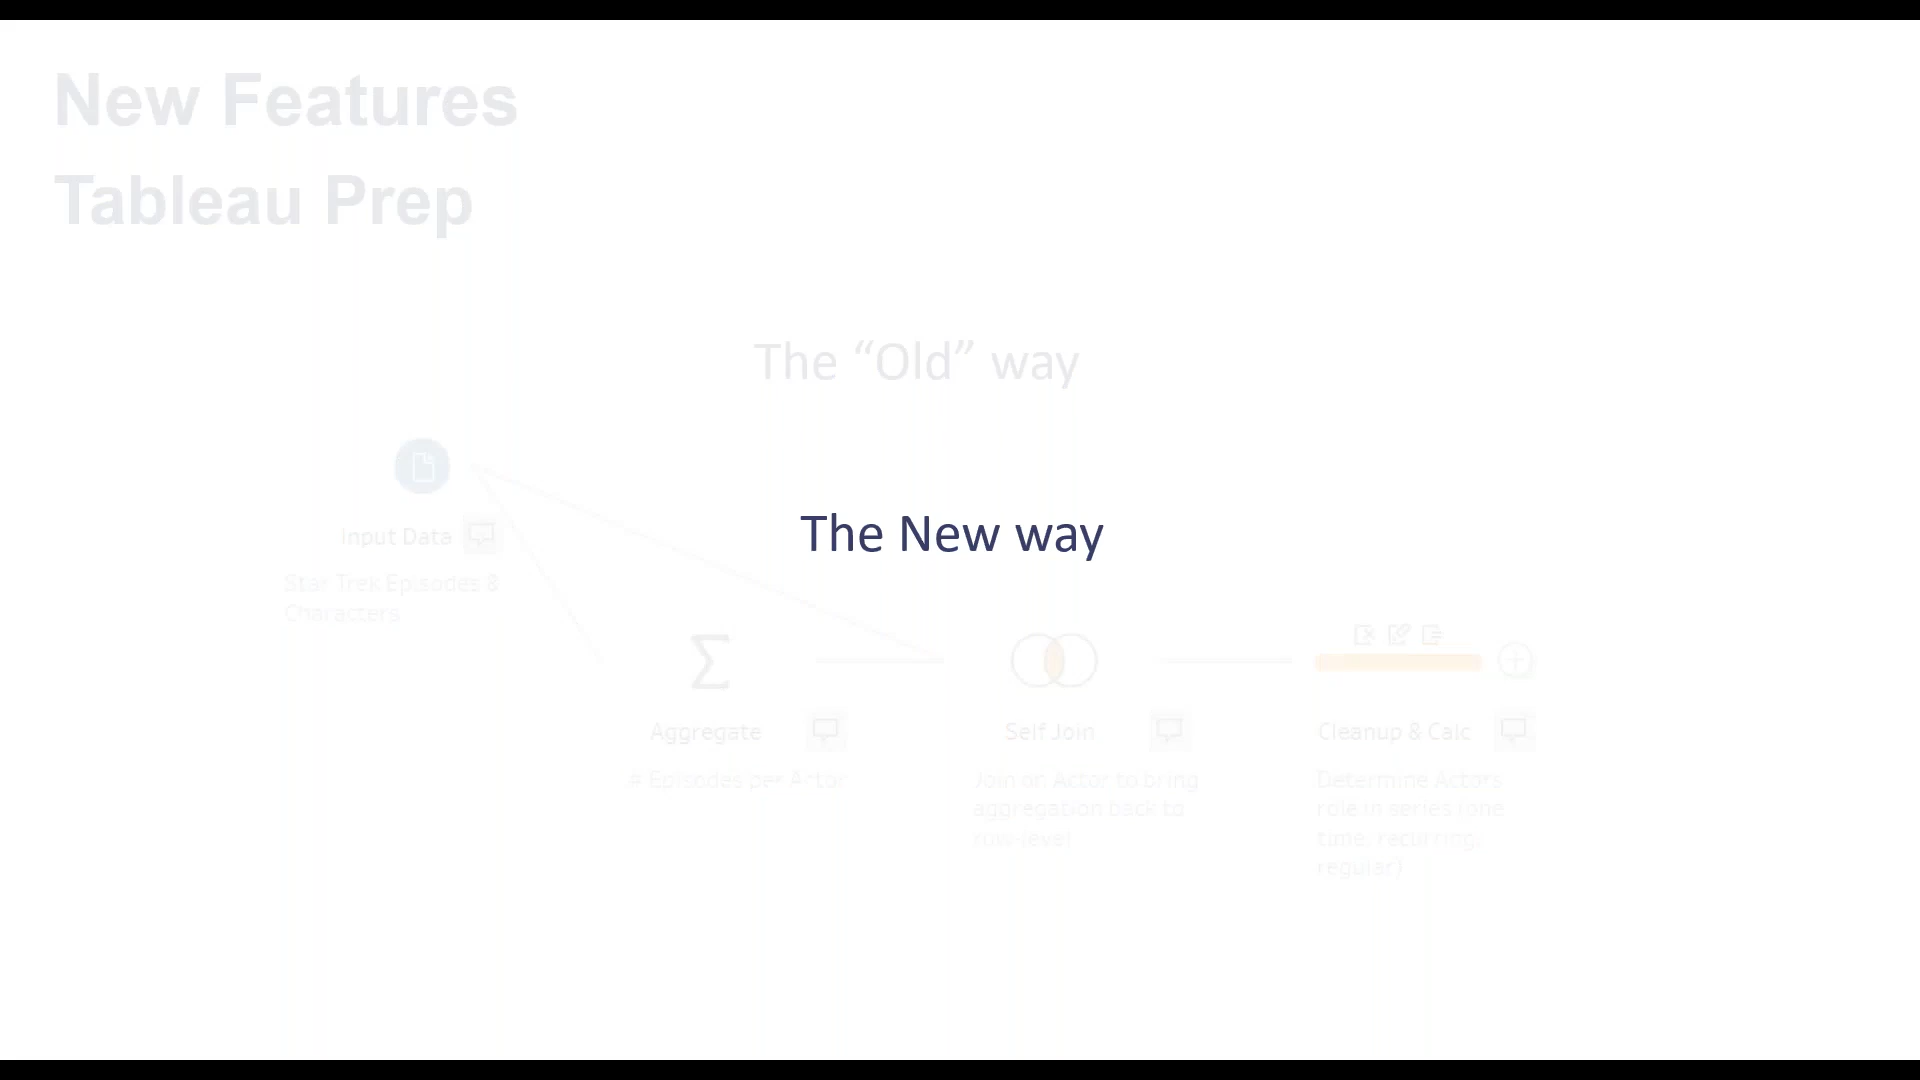 New Features
Tableau Prep
The “Old” way
The New way
Input Data
Star Trek Episodes &
Characters
Aggregate
# Episodes per Actor
Self Join
Join on Actor to bring
aggregation back to
row-level
Cleanup & Calc
Determine Actors
role in series (one
time, recurring,
regular)